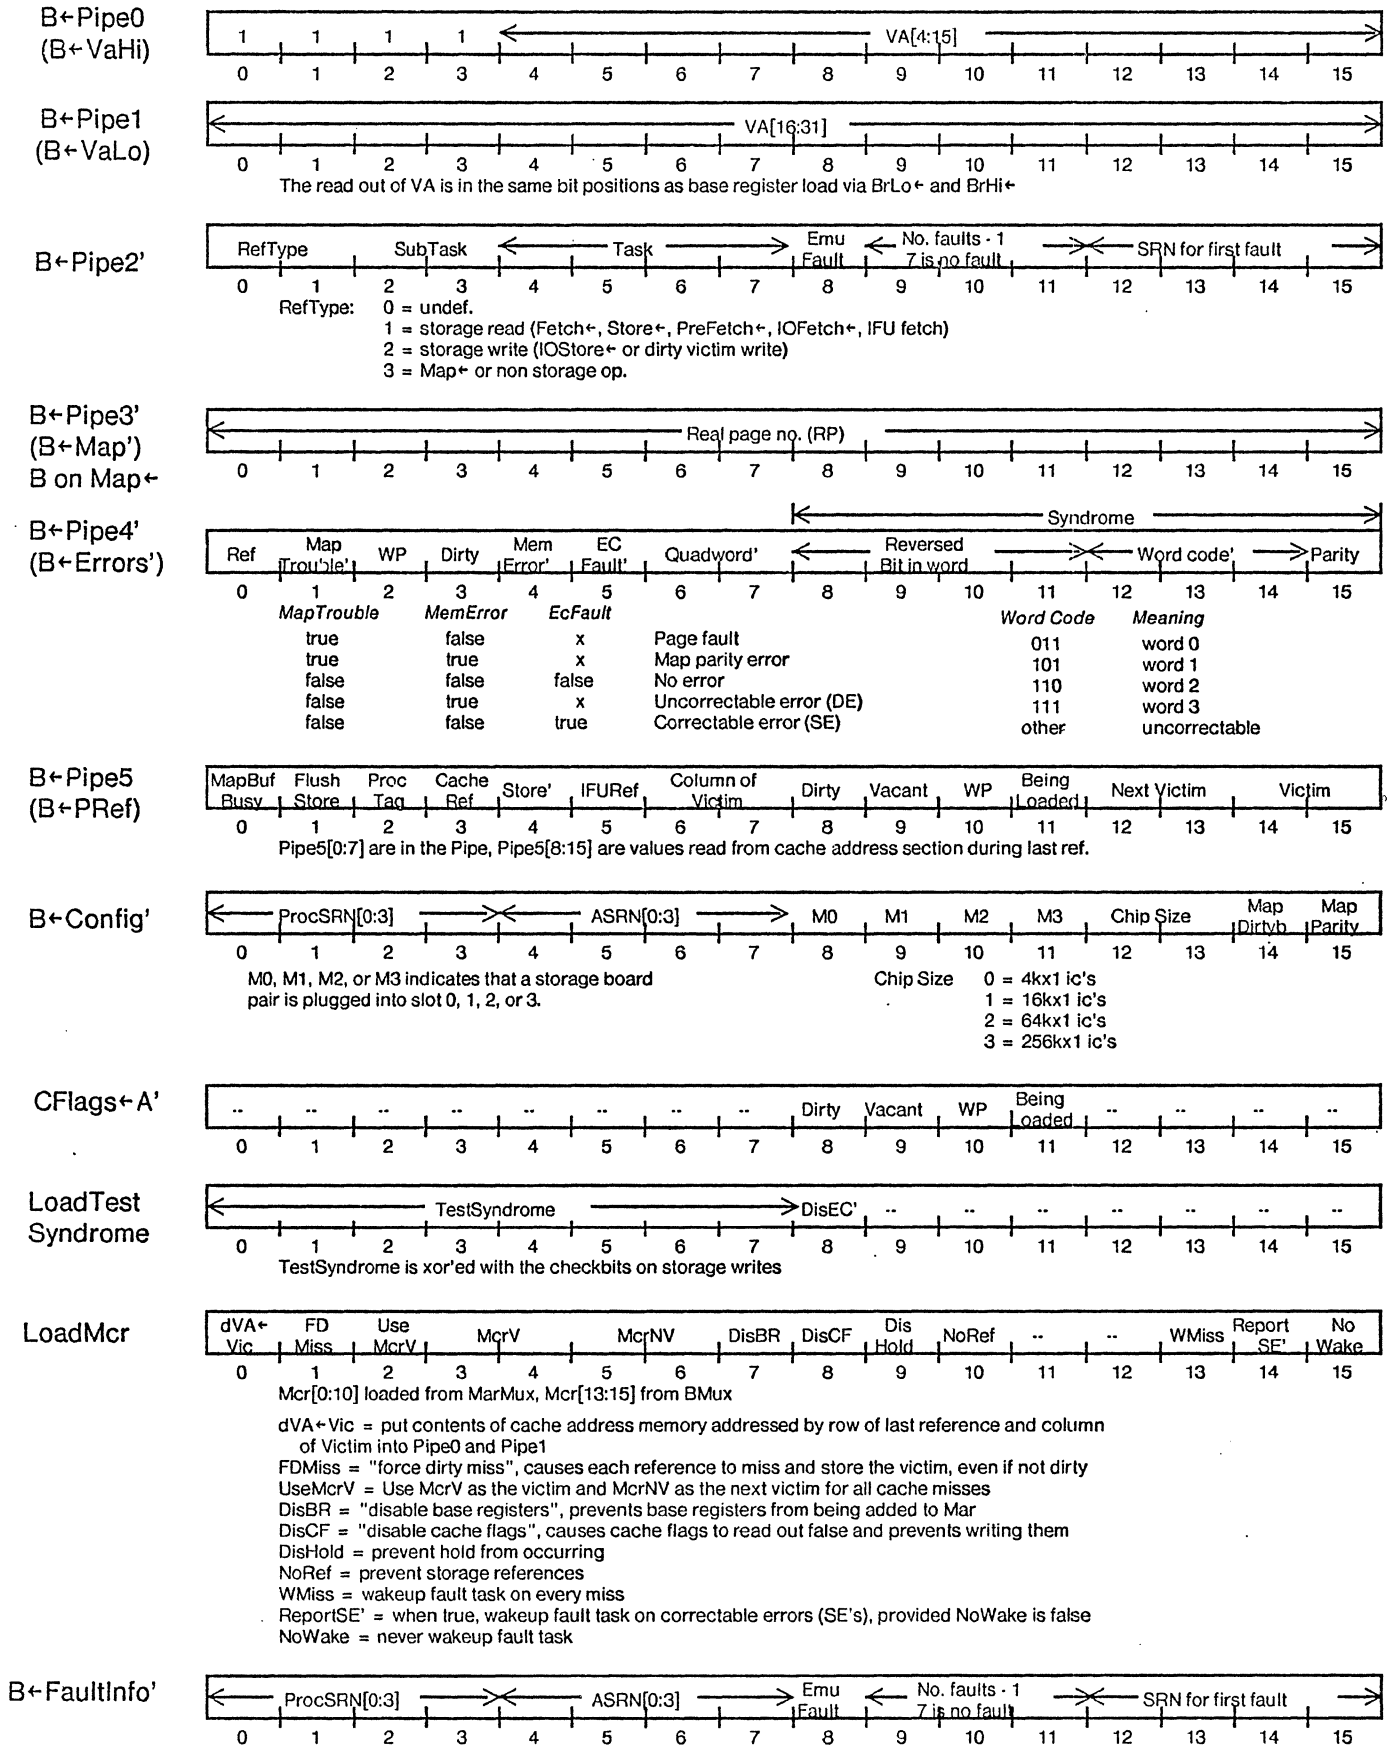 B←Pipe0
(B←VaHi)
1 1 1 1 VA[4:15]
0 1 2 3 4 5 6 7 8 9 10 11 12 13 14 15
B←Pipe1
(B←VaLo)
VA[16:31]
0 1 2 3 4 5 6 7 8 9 10 11 12 13 14 15
The read out of VA is in the same bit positions as base register load via BrLo← and BrHi←
B←Pipe2'
RefType SubTask Task Emu Fault No. faults - 1 7 is no fault SRN for first fault
0 1 2 3 4 5 6 7 8 9 10 11 12 13 14 15
RefType: 0 = undef.
1 = storage read (Fetch←, Store←, PreFetch←, IOFetch←, IFU fetch)
2 = storage write (IOStore← or dirty victim write)
3 = Map← or non storage op.
B←Pipe3'
(B←Map')
B on Map←
Real page no. (RP)
0 1 2 3 4 5 6 7 8 9 10 11 12 13 14 15
B←Pipe4'
(B←Errors')
Syndrome
Ref Map Trouble' WP Dirty Mem Error' EC Fault' Quadword' Reversed Bit in word Word code' Parity
0 1 2 3 4 5 6 7 8 9 10 11 12 13 14 15
MapTrouble MemError EcFault Word Code Meaning
true false x Page fault 011 word 0
true true x Map parity error 101 word 1
false false false No error 110 word 2
false true x Uncorrectable error (DE) 111 word 3
false false true Correctable error (SE) other uncorrectable
B←Pipe5
(B←PRef)
MapBuf Busy Flush Store Proc Tag Cache Ref Store' IFURef Column of Victim Dirty Vacant WP Being Loaded Next Victim Victim
0 1 2 3 4 5 6 7 8 9 10 11 12 13 14 15
Pipe5[0:7] are in the Pipe, Pipe5[8:15] are values read from cache address section during last ref.
B←Config'
ProcSRN[0:3] ASRN[0:3] M0 M1 M2 M3 Chip Size Map Dirtyb Map Parity
0 1 2 3 4 5 6 7 8 9 10 11 12 13 14 15
M0, M1, M2, or M3 indicates that a storage board
pair is plugged into slot 0, 1, 2, or 3.
Chip Size 0 = 4kx1 ic's
1 = 16kx1 ic's
2 = 64kx1 ic's
3 = 256kx1 ic's
CFlags←A'
-- -- -- -- -- -- -- -- Dirty Vacant WP Being Loaded -- -- -- --
0 1 2 3 4 5 6 7 8 9 10 11 12 13 14 15
LoadTest
Syndrome
TestSyndrome DisEC' -- -- -- -- -- -- --
0 1 2 3 4 5 6 7 8 9 10 11 12 13 14 15
TestSyndrome is xor'ed with the checkbits on storage writes
LoadMcr
dVA← Vic FD Miss Use McrV McrV McrNV DisBR DisCF Dis Hold NoRef -- -- WMiss Report SE' No Wake
0 1 2 3 4 5 6 7 8 9 10 11 12 13 14 15
Mcr[0:10] loaded from MarMux, Mcr[13:15] from BMux
dVA←Vic = put contents of cache address memory addressed by row of last reference and column
of Victim into Pipe0 and Pipe1
FDMiss = "force dirty miss", causes each reference to miss and store the victim, even if not dirty
UseMcrV = Use McrV as the victim and McrNV as the next victim for all cache misses
DisBR = "disable base registers", prevents base registers from being added to Mar
DisCF = "disable cache flags", causes cache flags to read out false and prevents writing them
DisHold = prevent hold from occurring
NoRef = prevent storage references
WMiss = wakeup fault task on every miss
ReportSE' = when true, wakeup fault task on correctable errors (SE's), provided NoWake is false
NoWake = never wakeup fault task
B←FaultInfo'
ProcSRN[0:3] ASRN[0:3] Emu Fault No. faults - 1 7 is no fault SRN for first fault
0 1 2 3 4 5 6 7 8 9 10 11 12 13 14 15